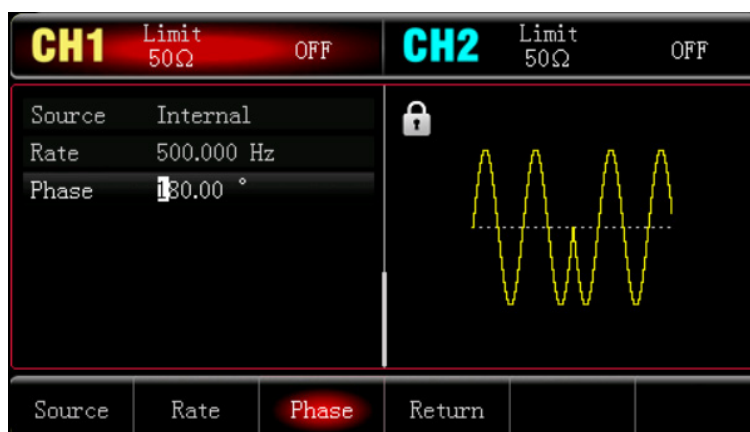 CH1 Limit 50Ω OFF
CH2 Limit 50Ω OFF
Source Internal
Rate 500.000 Hz
Phase 180.00 °
Source Rate Phase Return